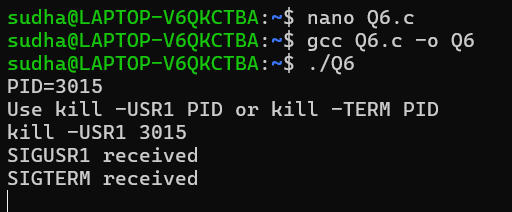 sudha@LAPTOP-V6QKCTBA:~$ nano Q6.c
sudha@LAPTOP-V6QKCTBA:~$ gcc Q6.c -o Q6
sudha@LAPTOP-V6QKCTBA:~$ ./Q6
PID=3015
Use kill -USR1 PID or kill -TERM PID
kill -USR1 3015
SIGUSR1 received
SIGTERM received